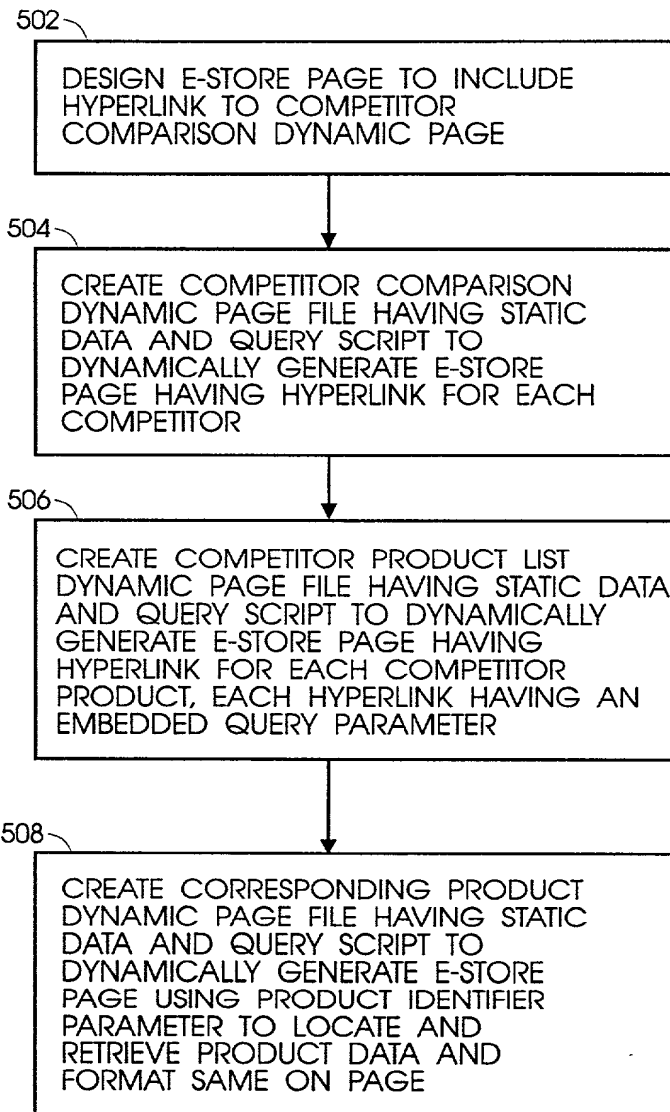 502
DESIGN E-STORE PAGE TO INCLUDE
HYPERLINK TO COMPETITOR
COMPARISON DYNAMIC PAGE
504
CREATE COMPETITOR COMPARISON
DYNAMIC PAGE FILE HAVING STATIC
DATA AND QUERY SCRIPT TO
DYNAMICALLY GENERATE E-STORE
PAGE HAVING HYPERLINK FOR EACH
COMPETITOR
506
CREATE COMPETITOR PRODUCT LIST
DYNAMIC PAGE FILE HAVING STATIC DATA
AND QUERY SCRIPT TO DYNAMICALLY
GENERATE E-STORE PAGE HAVING
HYPERLINK FOR EACH COMPETITOR
PRODUCT, EACH HYPERLINK HAVING AN
EMBEDDED QUERY PARAMETER
508
CREATE CORRESPONDING PRODUCT
DYNAMIC PAGE FILE HAVING STATIC
DATA AND QUERY SCRIPT TO
DYNAMICALLY GENERATE E-STORE
PAGE USING PRODUCT IDENTIFIER
PARAMETER TO LOCATE AND
RETRIEVE PRODUCT DATA AND
FORMAT SAME ON PAGE